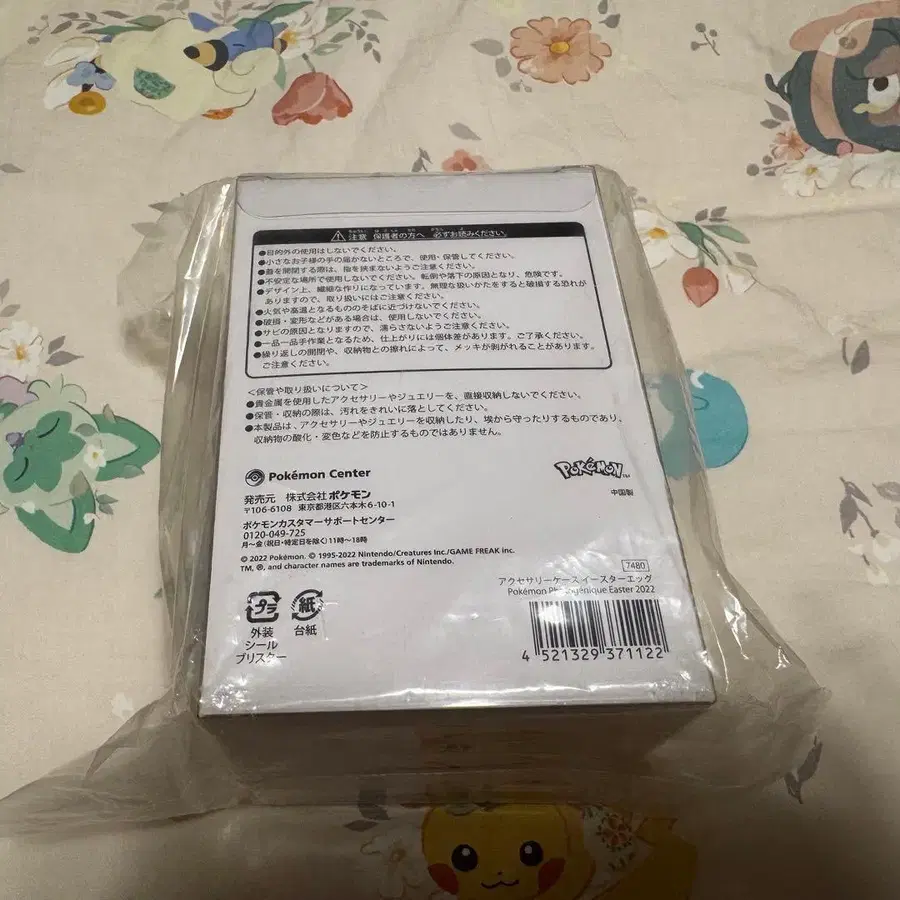 ⚠注意 保護者の方へ 必ずお読みください。
●目的外の使用はしないでください。
●小さなお子様の手の届かないところで、使用・保管してください。
●蓋を開閉する際は、指を挟まないようご注意ください。
●不安定な場所で使用しないでください。転倒や落下の原因となり、危険です。
●デザイン上、繊細な作りになっています。無理な扱いかたをすると破損する恐れが
ありますので、取り扱いにはご注意ください。
●火気や高温となるもののそばに近づけないでください。
●破損・変形などがある場合は、使用しないでください。
●サビの原因となりますので、濡らさないようご注意ください。
●一品一品手作業となるため、仕上がりには個体差があります。ご了承ください。
●繰り返しの開閉や、収納物との擦れによって、メッキが剥がれることがあります。
ご注意ください。
<保管や取り扱いについて>
●貴金属を使用したアクセサリーやジュエリーを、直接収納しないでください。
●保管・収納の際は、汚れをきれいに落としてください。
●本製品は、アクセサリーやジュエリーを収納したり、埃から守ったりするものであり、
収納物の酸化・変色などを防止するものではありません。
Pokémon Center
POKéMON™
発売元 株式会社ポケモン
中国製
〒106-6108 東京都港区六本木6-10-1
ポケモンカスタマーサポートセンター
0120-049-725
月〜金(祝日・特定日を除く)11時〜18時
© 2022 Pokémon. © 1995-2022 Nintendo/Creatures Inc./GAME FREAK inc.
TM, ®, and character names are trademarks of Nintendo.
7480
アクセサリーケース イースターエッグ
Pokémon Photogénique Easter 2022
プラ 紙
外装 台紙
シール
ブリスター
4 521329 371122